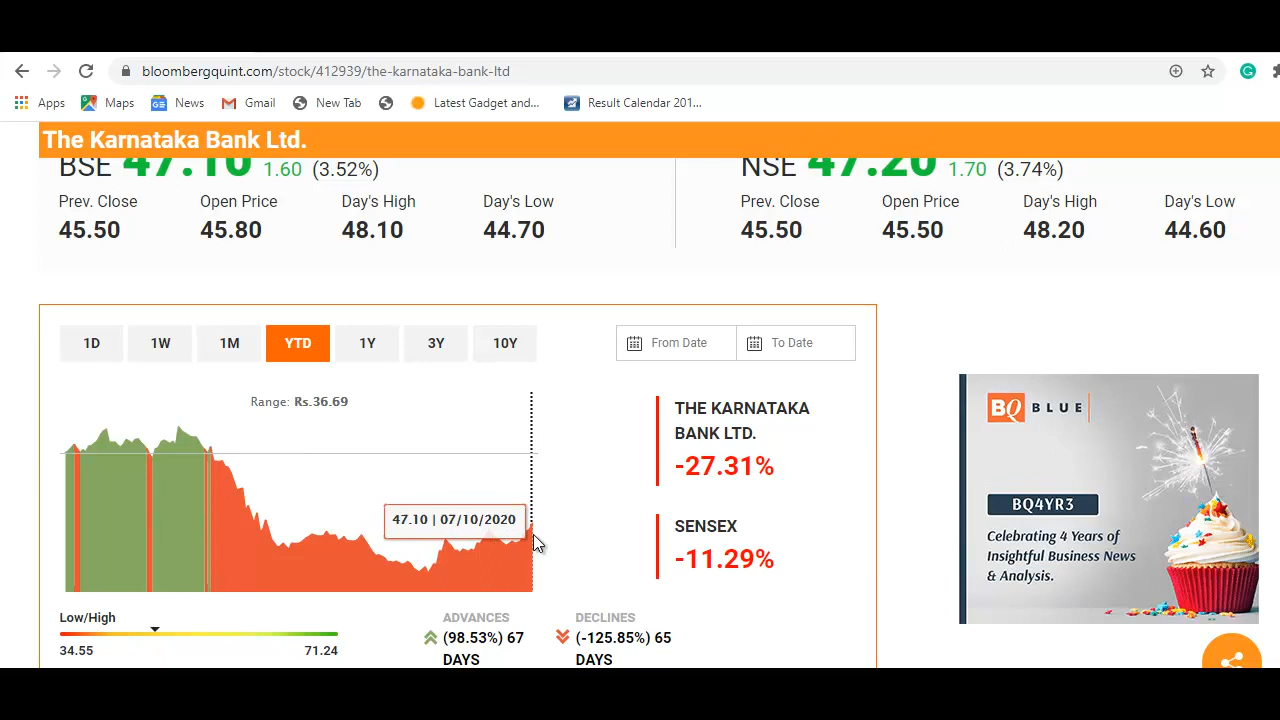 bloombergquint.com/stock/412939/the-karnataka-bank-ltd
Apps Maps News Gmail New Tab Latest Gadget and... Result Calendar 201...
The Karnataka Bank Ltd.
BSE 47.10 1.60 (3.52%)
Prev. Close Open Price Day's High Day's Low
45.50 45.80 48.10 44.70
NSE 47.20 1.70 (3.74%)
Prev. Close Open Price Day's High Day's Low
45.50 45.50 48.20 44.60
1D 1W 1M YTD 1Y 3Y 10Y
From Date To Date
Range: Rs.36.69
47.10 | 07/10/2020
THE KARNATAKA
BANK LTD.
-27.31%
SENSEX
-11.29%
Low/High
34.55 71.24
ADVANCES
(98.53%) 67
DAYS
DECLINES
(-125.85%) 65
DAYS
BQ BLUE
BQ4YR3
Celebrating 4 Years of
Insightful Business News
& Analysis.